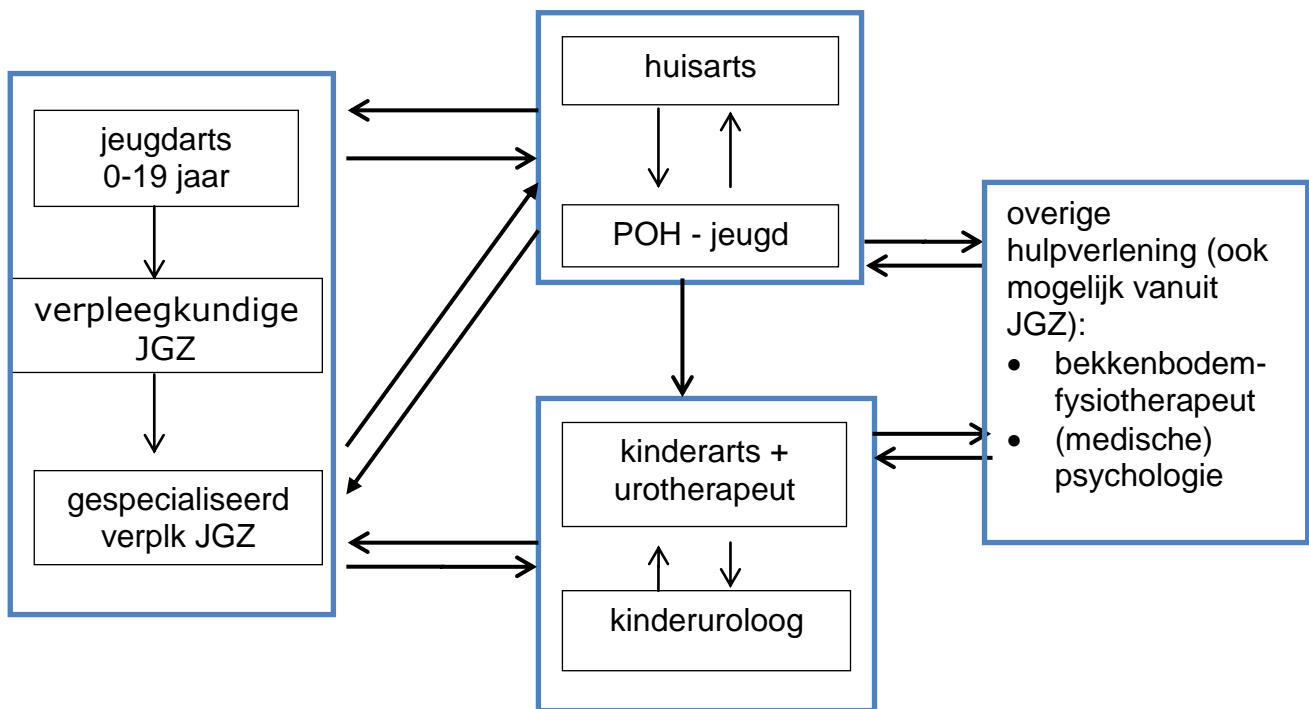 jeugdarts
0-19 jaar
verpleegkundige
JGZ
gespecialiseerd
verplk JGZ
huisarts
POH - jeugd
kinderarts +
urotherapeut
kinderuroloog
overige
hulpverlening (ook
mogelijk vanuit
JGZ):
• bekkenbodem-
fysiotherapeut
• (medische)
psychologie